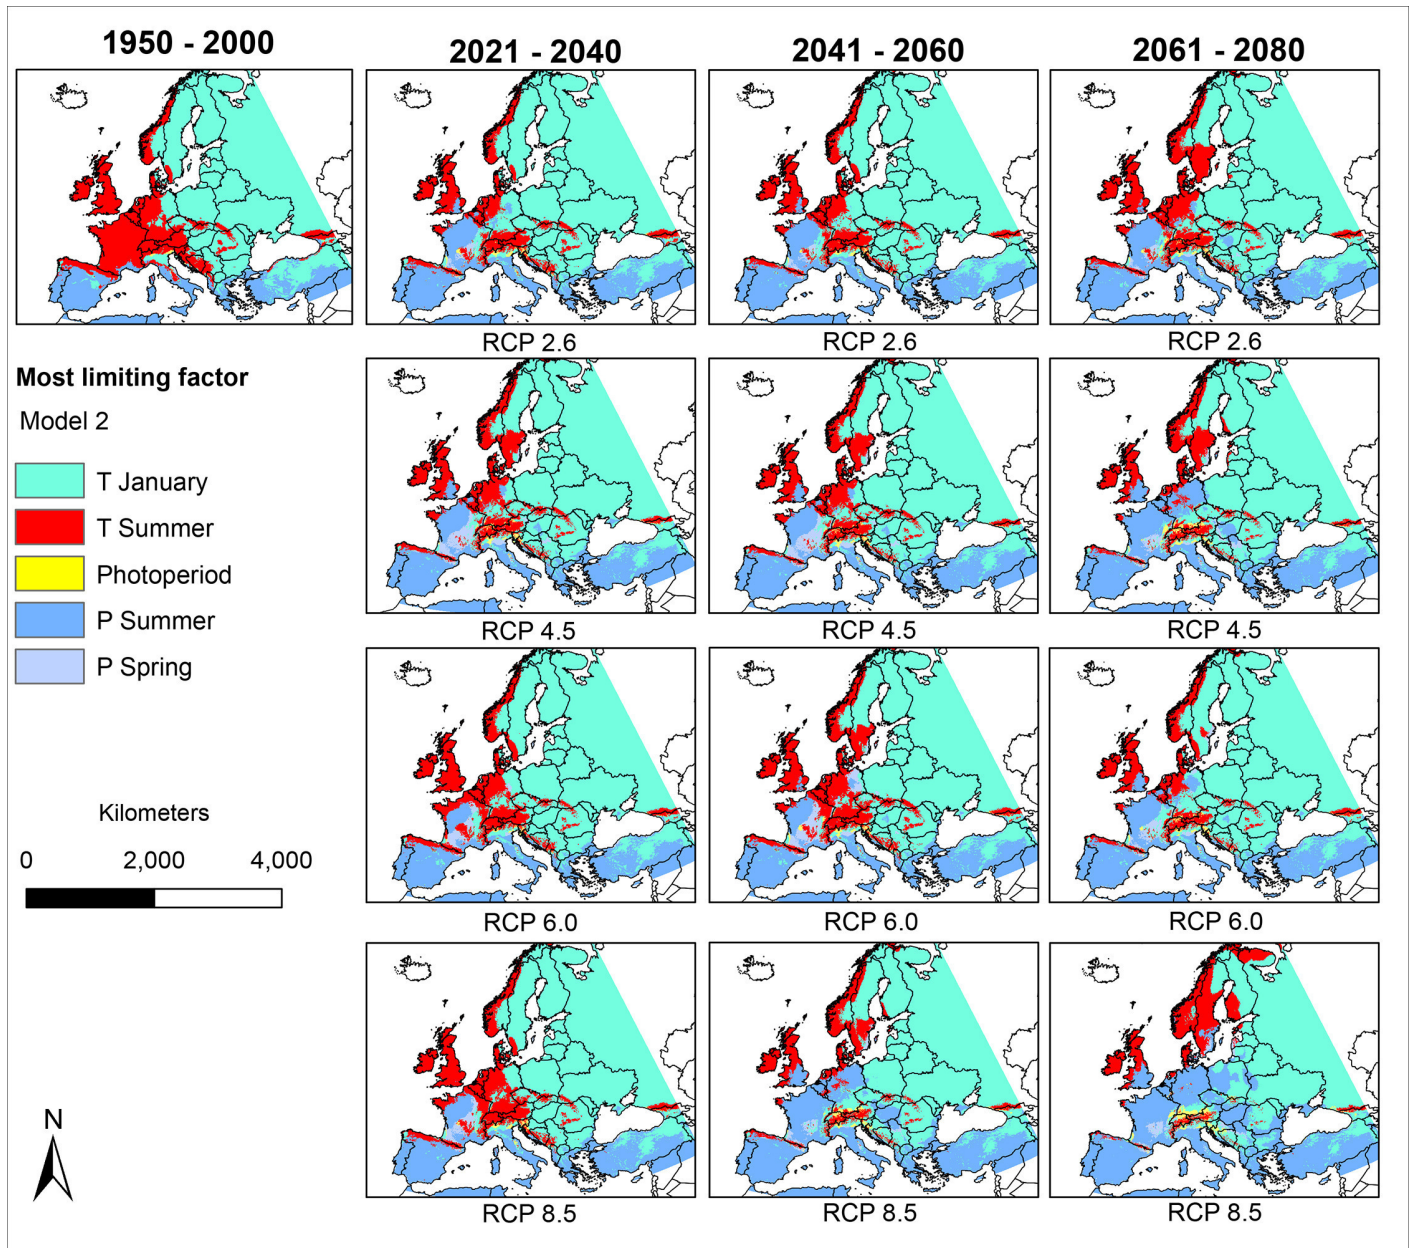 1950 - 2000
2021 - 2040
2041 - 2060
2061 - 2080
RCP 2.6
RCP 2.6
RCP 2.6
Most limiting factor
Model 2
T January
T Summer
Photoperiod
P Summer
P Spring
RCP 4.5
RCP 4.5
RCP 4.5
Kilometers
0 2,000 4,000
RCP 6.0
RCP 6.0
RCP 6.0
N
RCP 8.5
RCP 8.5
RCP 8.5